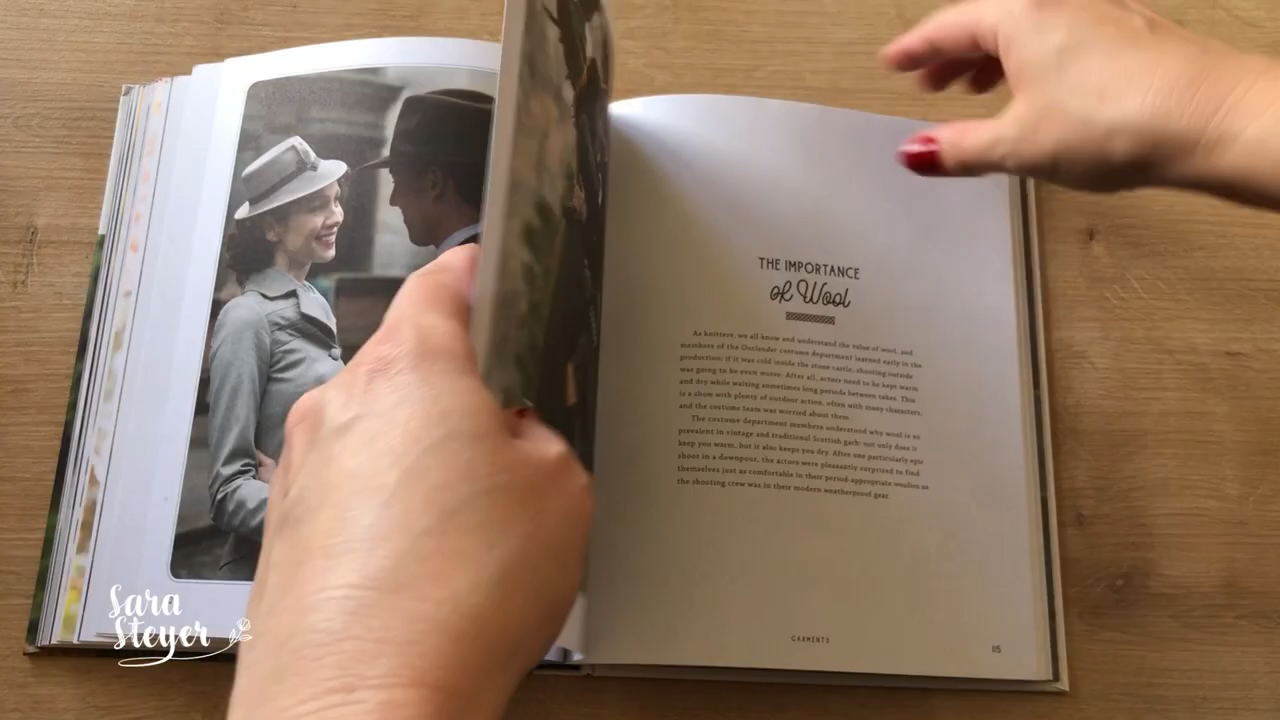 THE IMPORTANCE
of Wool
As knitters, we all know and understand the value of wool, and
members of the Outlander costume department learned early in the
production: if it was cold inside the stone castle, shooting outside
was going to be even worse. After all, actors need to be kept warm
and dry while waiting sometimes long periods between takes. This
is a show with plenty of outdoor action, often with many characters,
and the costume team was worried about them.
The costume department members understood why wool is so
prevalent in vintage and traditional Scottish garb: not only does it
keep you warm, but it also keeps you dry. After one particularly epic
shoot in a downpour, the actors were pleasantly surprised to find
themselves just as comfortable in their period-appropriate woolies as
the shooting crew was in their modern weatherproof gear.
GARMENTS
115
Sara
Steyer